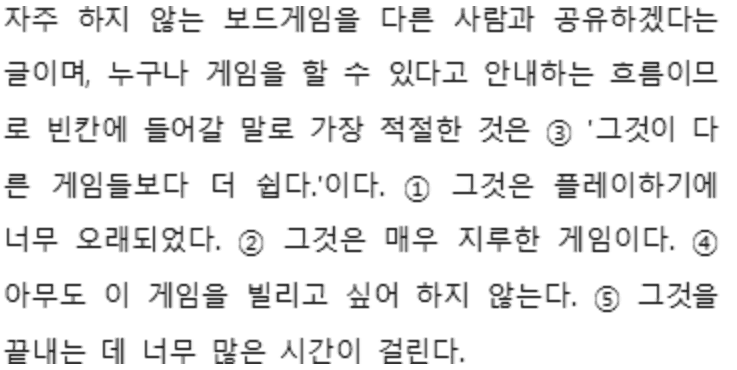 자주 하지 않는 보드게임을 다른 사람과 공유하겠다는
글이며, 누구나 게임을 할 수 있다고 안내하는 흐름이므
로 빈칸에 들어갈 말로 가장 적절한 것은 ③ '그것이 다
른 게임들보다 더 쉽다.'이다. ① 그것은 플레이하기에
너무 오래되었다. ② 그것은 매우 지루한 게임이다. ④
아무도 이 게임을 빌리고 싶어 하지 않는다. ⑤ 그것을
끝내는 데 너무 많은 시간이 걸린다.